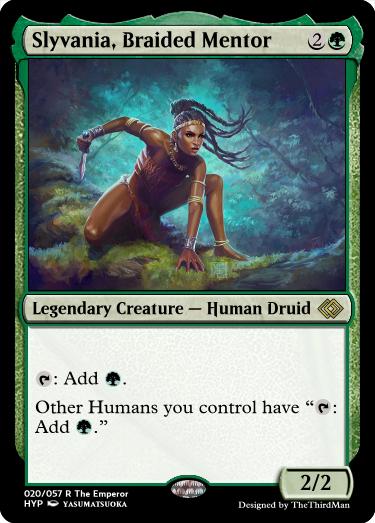 Slyvania, Braided Mentor 2
Legendary Creature — Human Druid
: Add .
Other Humans you control have “:
Add .”
2/2
020/057 R The Emperor
HYP YASUMATSUOKA
Designed by TheThirdMan